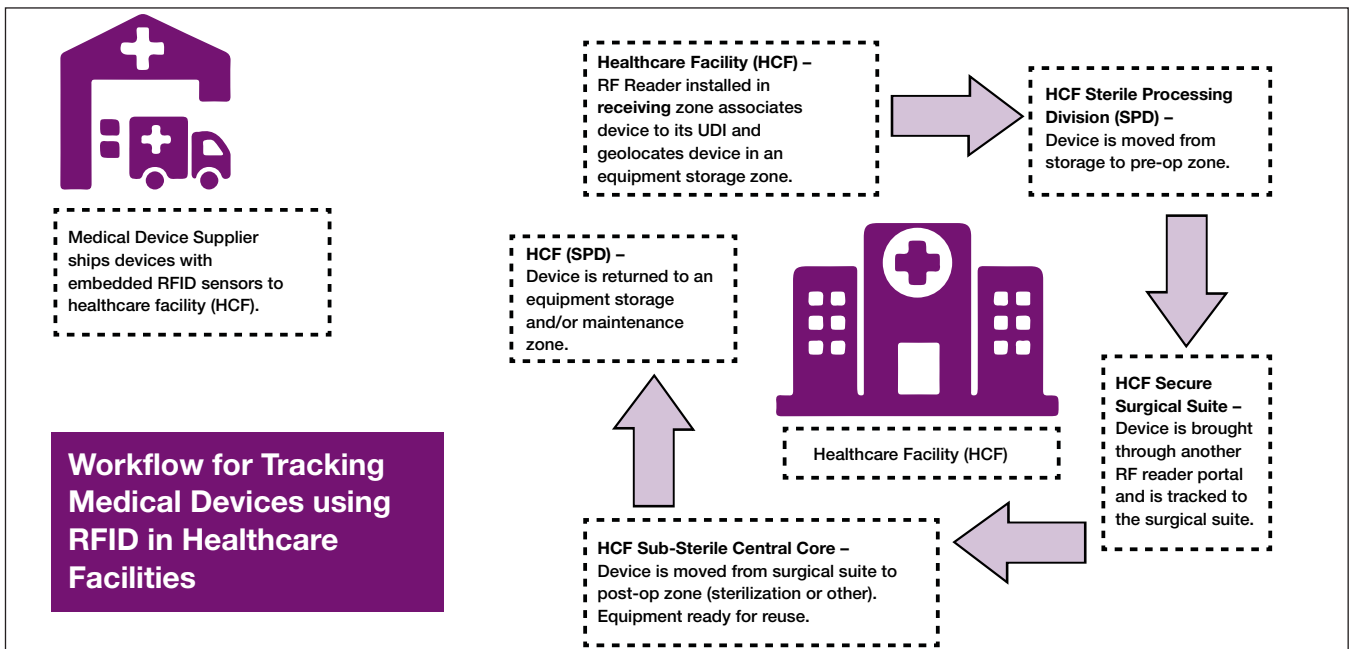 Medical Device Supplier
ships devices with
embedded RFID sensors to
healthcare facility (HCF).
Workflow for Tracking
Medical Devices using
RFID in Healthcare
Facilities
Healthcare Facility (HCF) –
RF Reader installed in
receiving zone associates
device to its UDI and
geolocates device in an
equipment storage zone.
HCF Sterile Processing
Division (SPD) –
Device is moved from
storage to pre-op zone.
HCF Secure
Surgical Suite –
Device is brought
through another
RF reader portal
and is tracked to
the surgical suite.
HCF Sub-Sterile Central Core –
Device is moved from surgical suite to
post-op zone (sterilization or other).
Equipment ready for reuse.
HCF (SPD) –
Device is returned to an
equipment storage
and/or maintenance
zone.
Healthcare Facility (HCF)